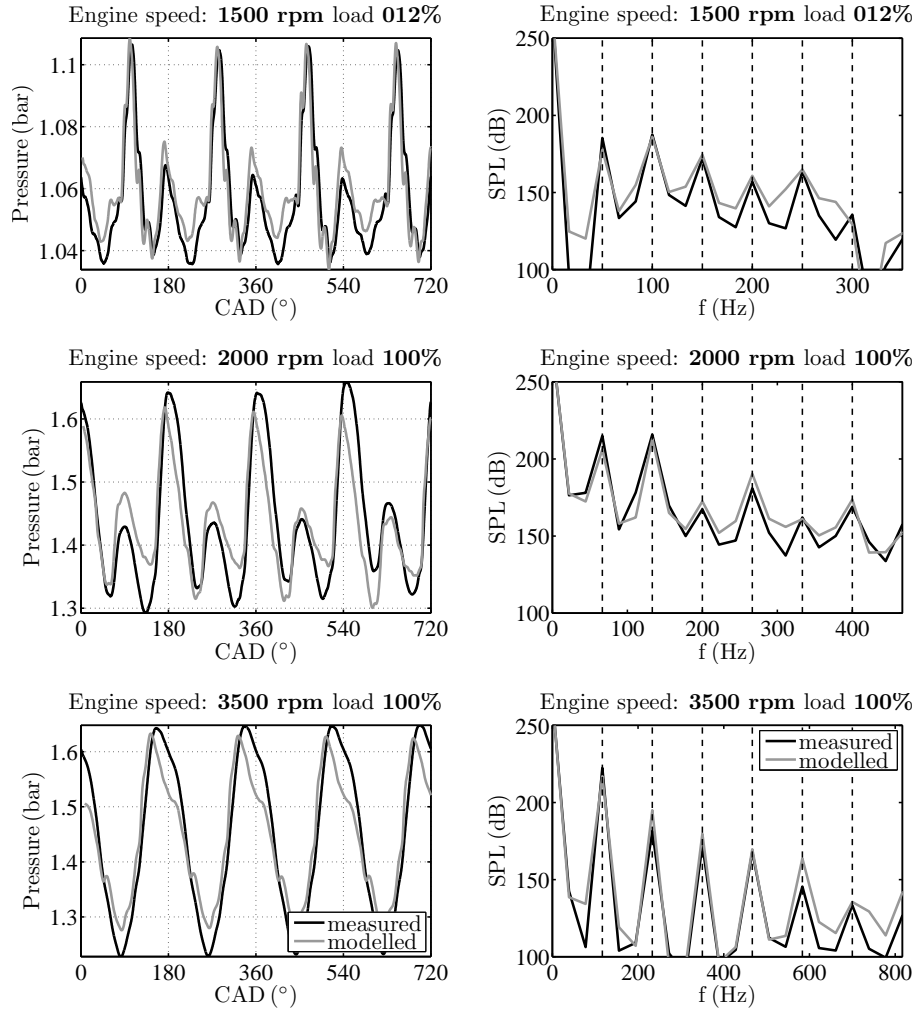 Engine speed: 1500 rpm load 012%
Pressure (bar)
1.1
1.08
1.06
1.04
0 180 360 540 720
CAD (°)
Engine speed: 1500 rpm load 012%
SPL (dB)
250
200
150
100
0 100 200 300
f (Hz)
Engine speed: 2000 rpm load 100%
Pressure (bar)
1.6
1.5
1.4
1.3
0 180 360 540 720
CAD (°)
Engine speed: 2000 rpm load 100%
SPL (dB)
250
200
150
100
0 100 200 300 400
f (Hz)
Engine speed: 3500 rpm load 100%
Pressure (bar)
1.6
1.5
1.4
1.3
measured
modelled
0 180 360 540 720
CAD (°)
Engine speed: 3500 rpm load 100%
SPL (dB)
250
200
150
100
measured
modelled
0 200 400 600 800
f (Hz)